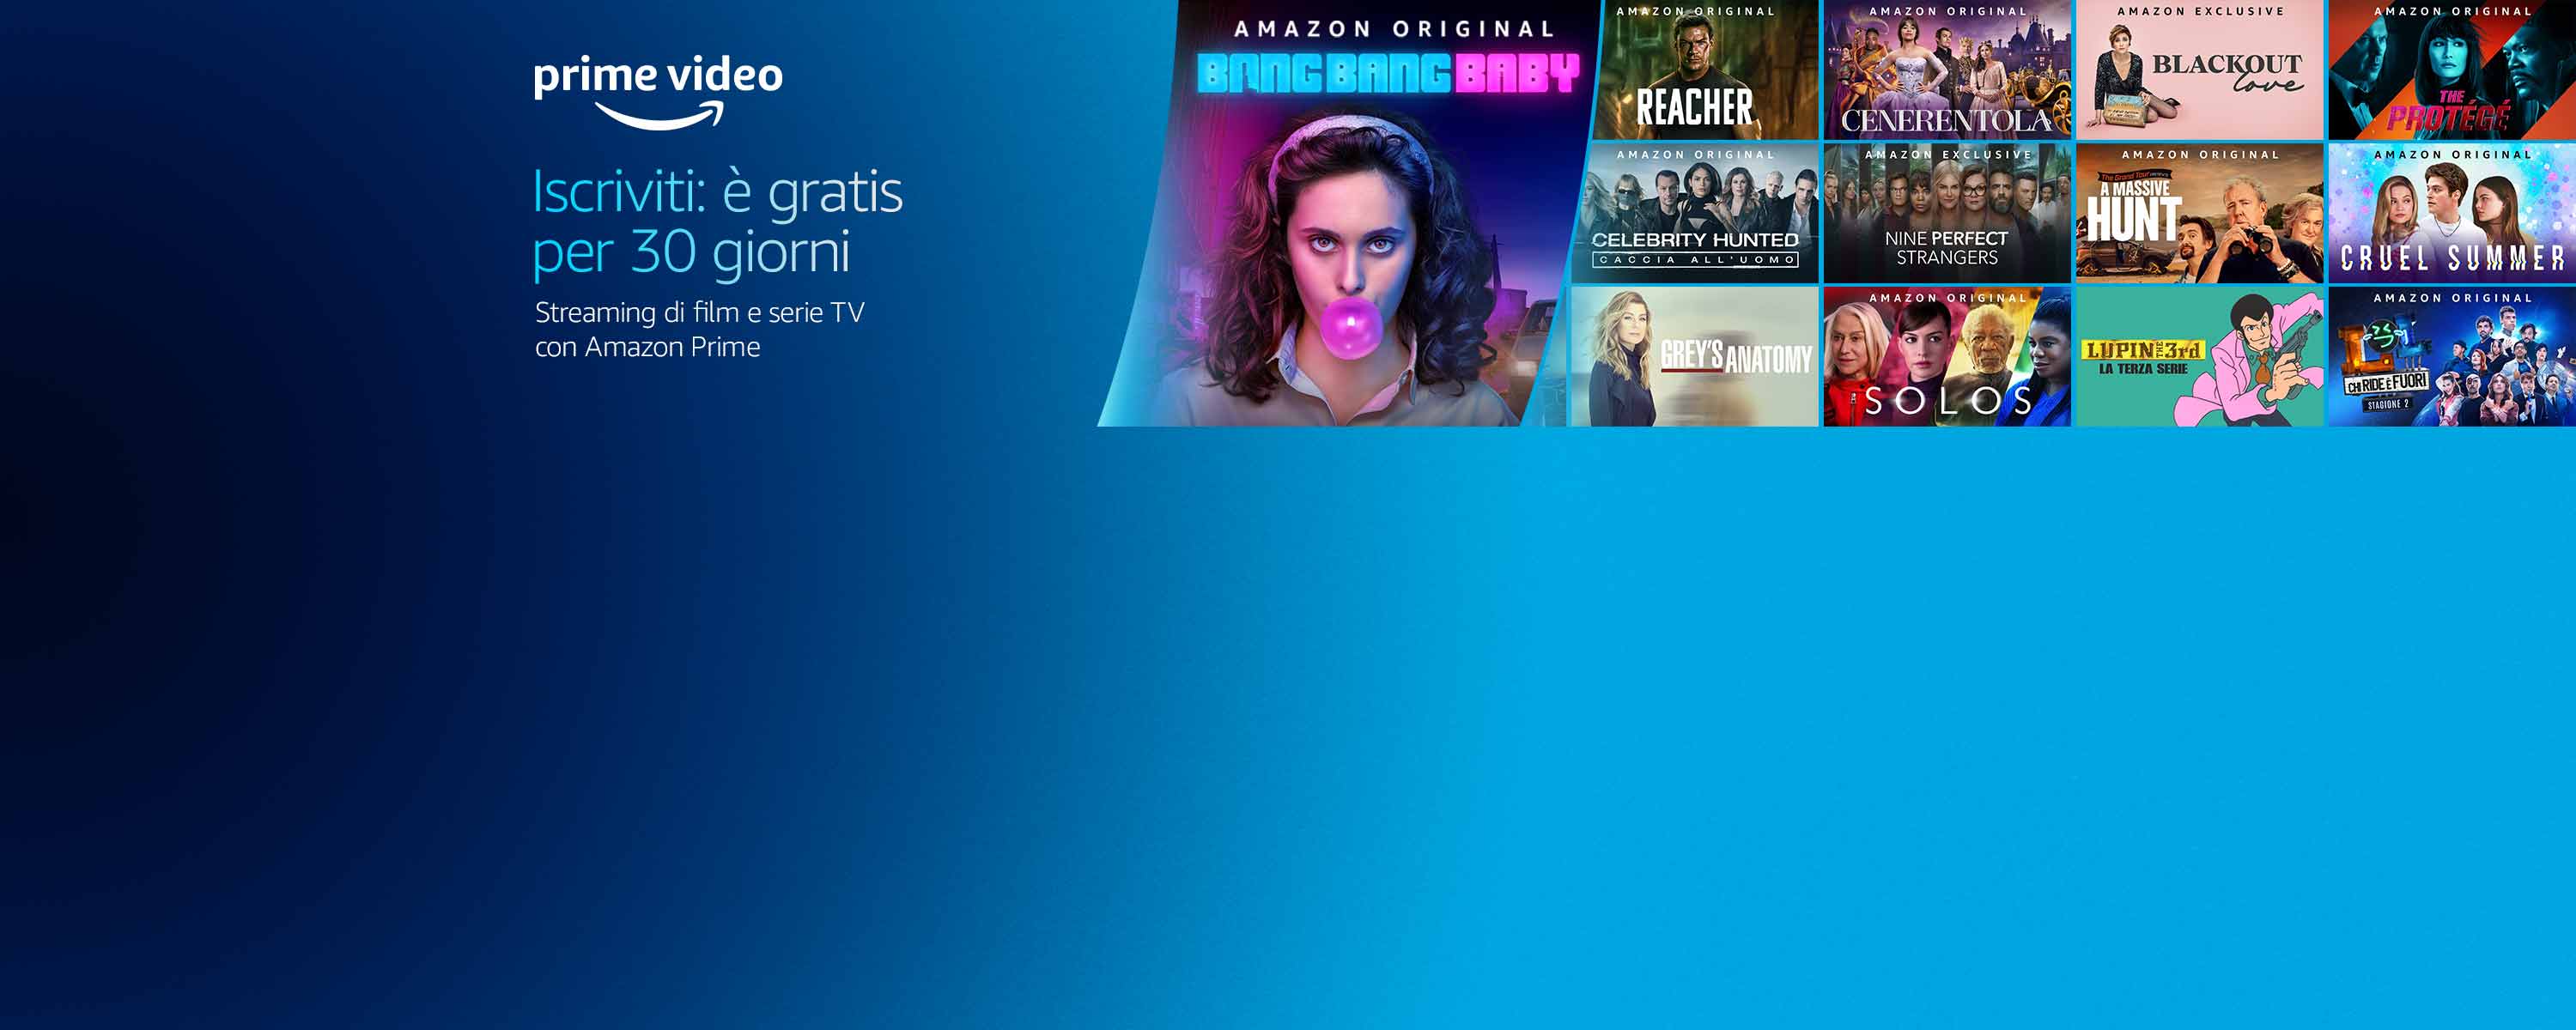 prime video
Iscriviti: è gratis
per 30 giorni
Streaming di film e serie TV
con Amazon Prime
AMAZON ORIGINAL
BANG BANG BABY
AMAZON ORIGINAL
REACHER
AMAZON ORIGINAL
CENERENTOLA
AMAZON EXCLUSIVE
BLACKOUT
love
AMAZON ORIGINAL
THE
PROTÉGÉ
AMAZON ORIGINAL
CELEBRITY HUNTED
CACCIA ALL'UOMO
AMAZON EXCLUSIVE
NINE PERFECT
STRANGERS
AMAZON ORIGINAL
The Grand Tour
A MASSIVE
HUNT
AMAZON ORIGINAL
CRUEL SUMMER
GREY'S ANATOMY
AMAZON ORIGINAL
SOLOS
LUPIN THE 3rd
LA TERZA SERIE
AMAZON ORIGINAL
LOL
CHI RIDE È FUORI
STAGIONE 2